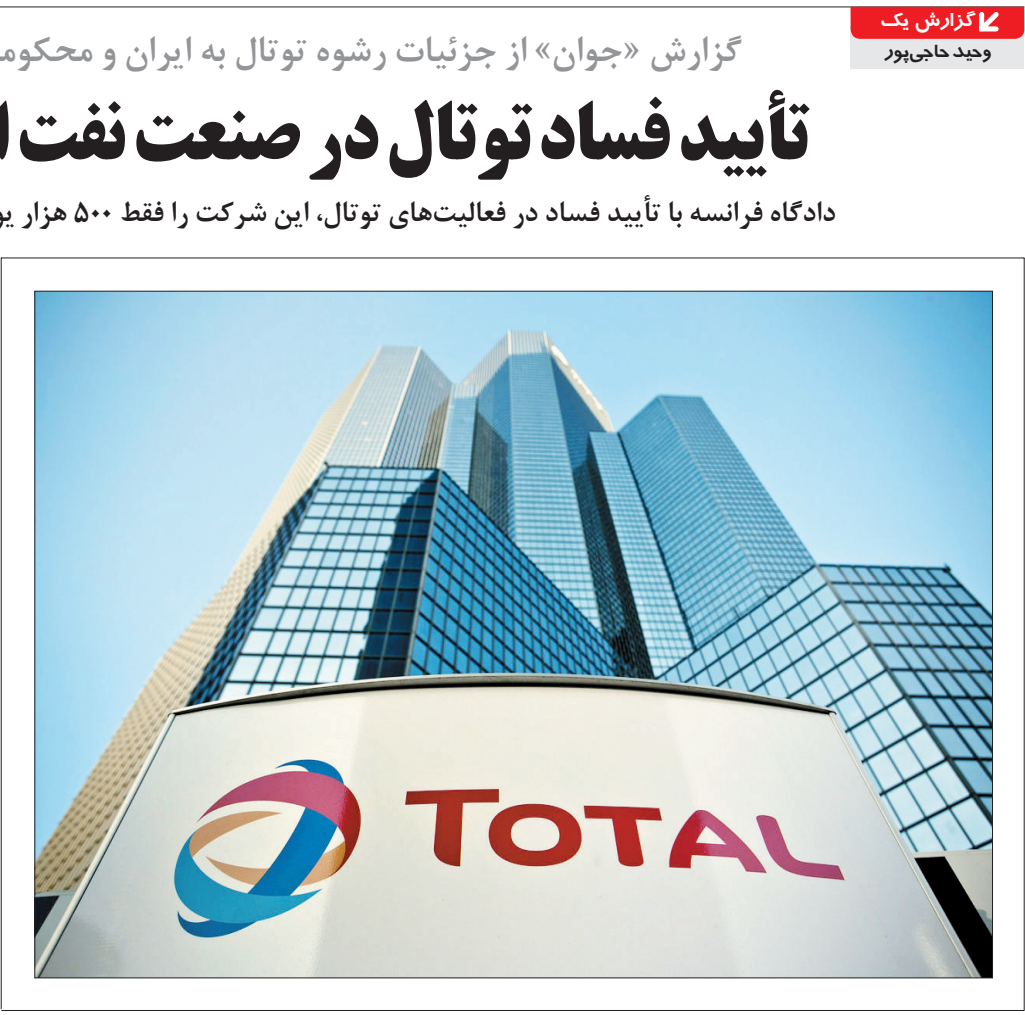 گزارش یک
وحید حاجی‌پور
گزارش «جوان» از جزئیات رشوه توتال به ایران و
تأیید فساد توتال در صنعت نفت
دادگاه فرانسه با تأیید فساد در فعالیت‌های توتال، این شرکت را فقط ۵۰۰ هزار
TOTAL